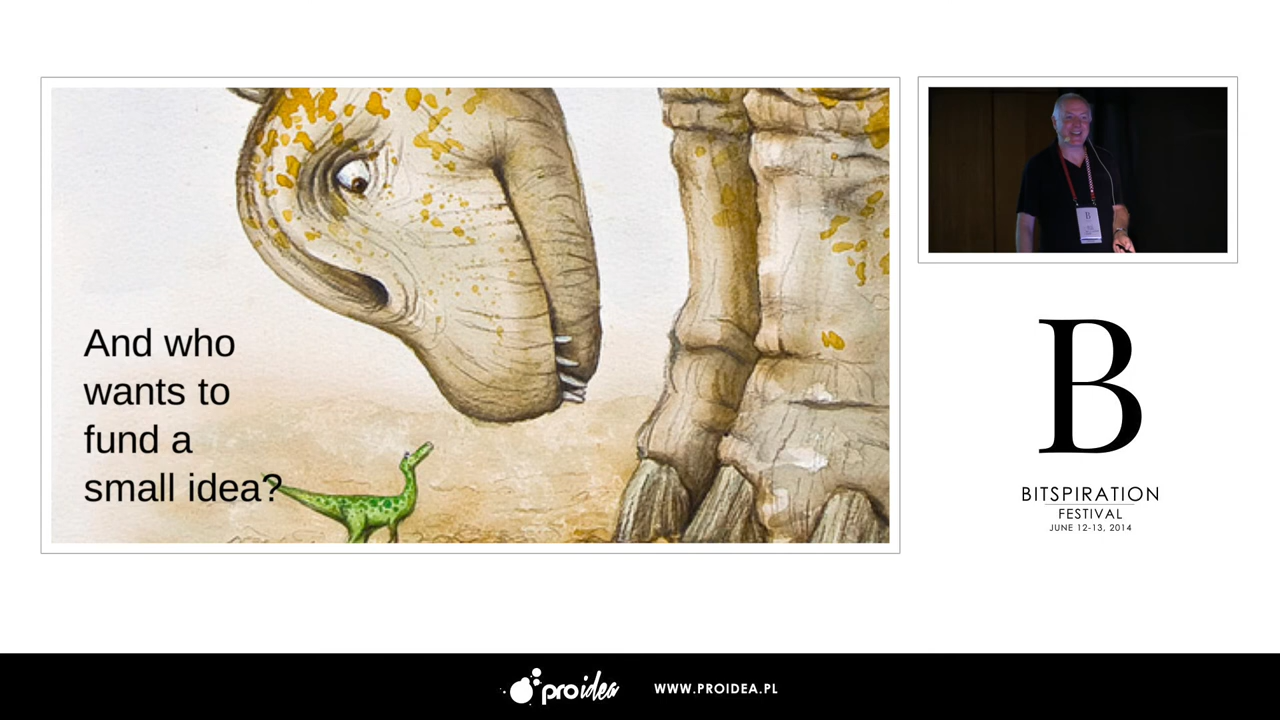 And who
wants to
fund a
small idea?
B
BITSPIRATION
FESTIVAL
JUNE 12-13, 2014
proidea
WWW.PROIDEA.PL